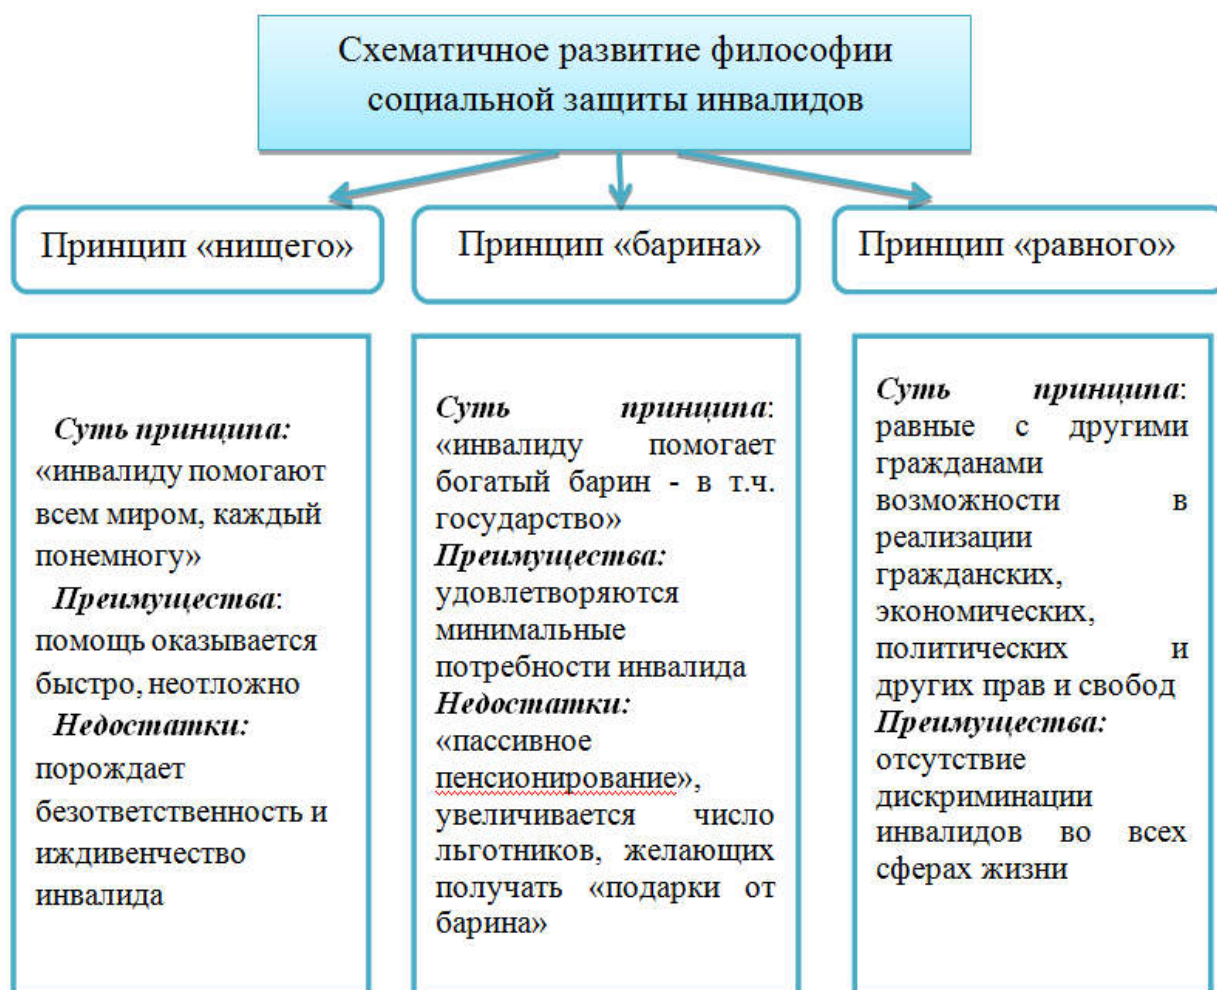 Схематичное развитие философии
социальной защиты инвалидов
Принцип «нищего»
Принцип «барина»
Принцип «равного»
Суть принципа:
«инвалиду помогают
всем миром, каждый
понемногу»
Преимущества:
помощь оказывается
быстро, неотложно
Недостатки:
порождает
безответственность и
иждивенчество
инвалида
Суть принципа:
«инвалиду помогает
богатый барин - в т.ч.
государство»
Преимущества:
удовлетворяются
минимальные
потребности инвалида
Недостатки:
«пассивное
пенсионирование»,
увеличивается число
льготников, желающих
получать «подарки от
барина»
Суть принципа:
равные с другими
гражданами
возможности в
реализации
гражданских,
экономических,
политических и
других прав и свобод
Преимущества:
отсутствие
дискриминации
инвалидов во всех
сферах жизни